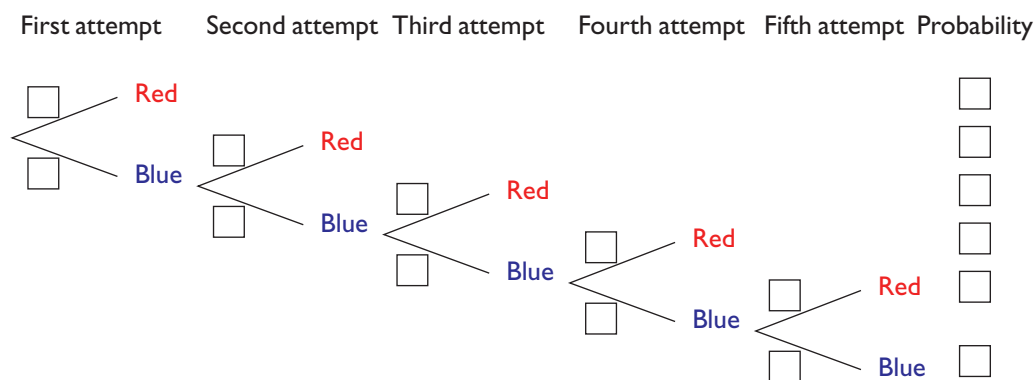 First attempt Second attempt Third attempt Fourth attempt Fifth attempt Probability
Red
Red
Blue
Red
Blue
Red
Blue
Red
Blue
Blue